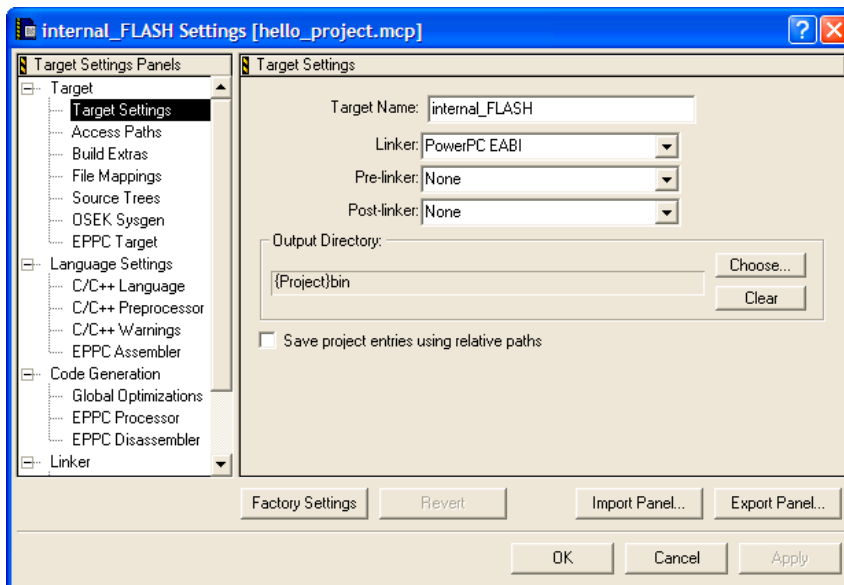 internal_FLASH Settings [hello_project.mcp]
Target Settings Panels
Target
Target Settings
Access Paths
Build Extras
File Mappings
Source Trees
OSEK Sysgen
EPPC Target
Language Settings
C/C++ Language
C/C++ Preprocessor
C/C++ Warnings
EPPC Assembler
Code Generation
Global Optimizations
EPPC Processor
EPPC Disassembler
Linker
Target Settings
Target Name: internal_FLASH
Linker: PowerPC EABI
Pre-linker: None
Post-linker: None
Output Directory:
{Project}bin
Choose...
Clear
Save project entries using relative paths
Factory Settings Revert Import Panel... Export Panel...
OK Cancel Apply